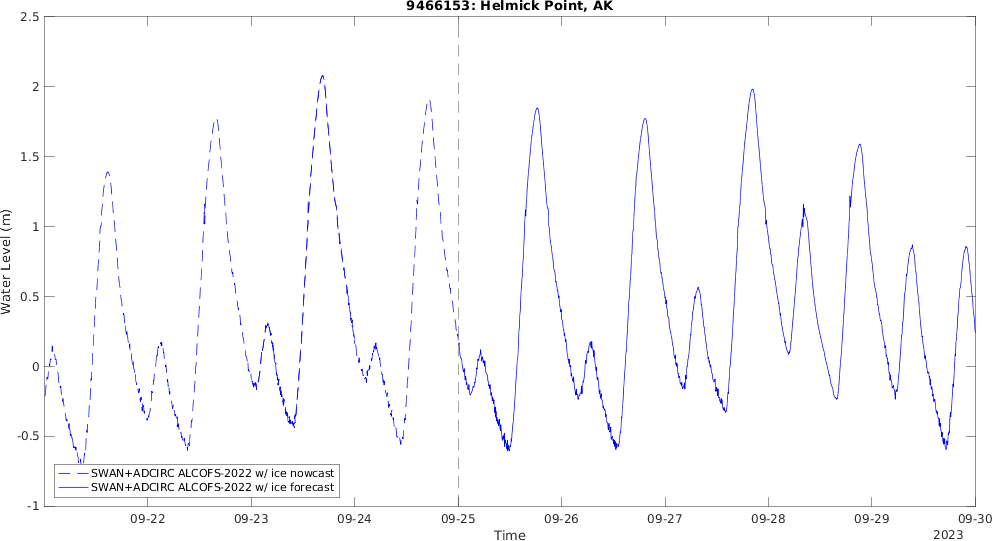 9466153: Helmick Point, AK
2.5
2
1.5
1
0.5
0
-0.5
-1
Water Level (m)
SWAN+ADCIRC ALCOFS-2022 w/ ice nowcast
SWAN+ADCIRC ALCOFS-2022 w/ ice forecast
09-22 09-23 09-24 09-25 09-26 09-27 09-28 09-29 09-30
Time
2023